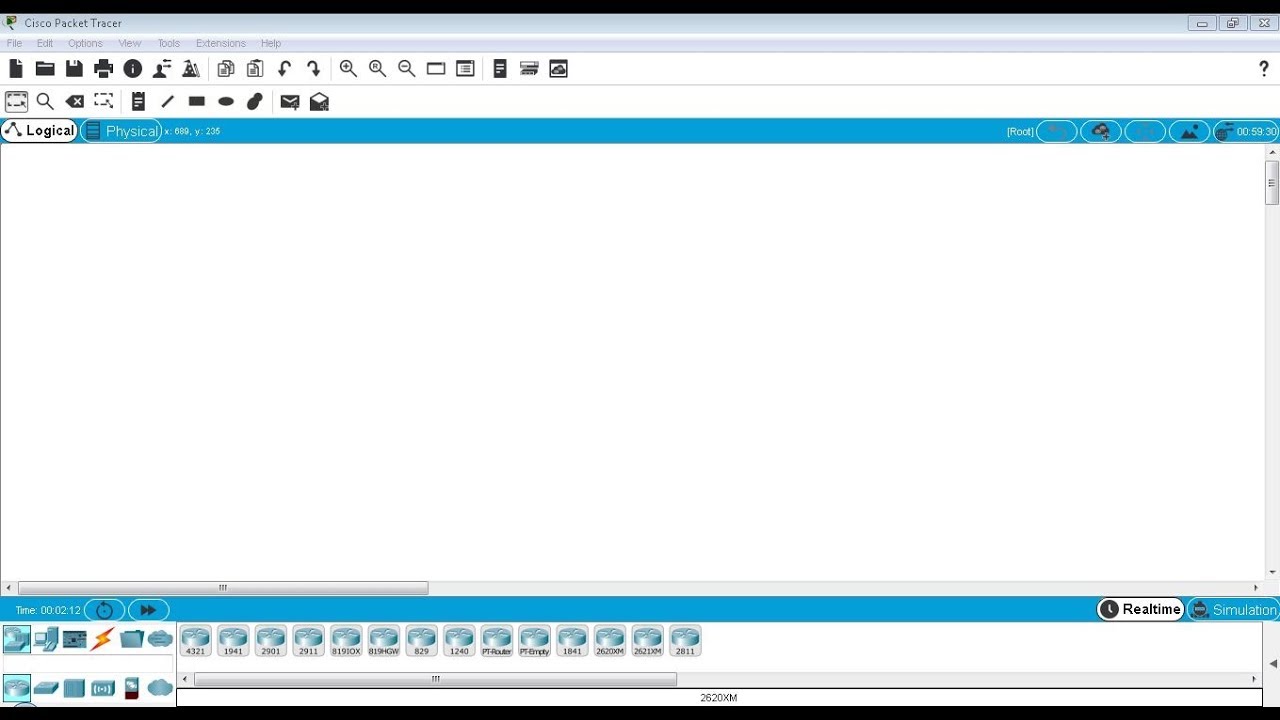 Cisco Packet Tracer
File Edit Options View Tools Extensions Help
?
Logical Physical x: 689, y: 235 [Root] 00:59:30
Time: 00:02:12 Realtime Simulation
4321 1941 2901 2911 819IOX 819HGW 829 1240 PT-Router PT-Empty 1841 2620XM 2621XM 2811
2620XM